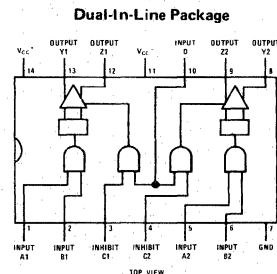 Dual-In-Line Package
VCC+ OUTPUT Y1 OUTPUT Z1 VCC- INPUT D OUTPUT Z2 OUTPUT Y2
14 13 12 11 10 9 8
1 2 3 4 5 6 7
INPUT A1 INPUT B1 INHIBIT C1 INHIBIT C2 INPUT A2 INPUT B2 GND
TOP VIEW